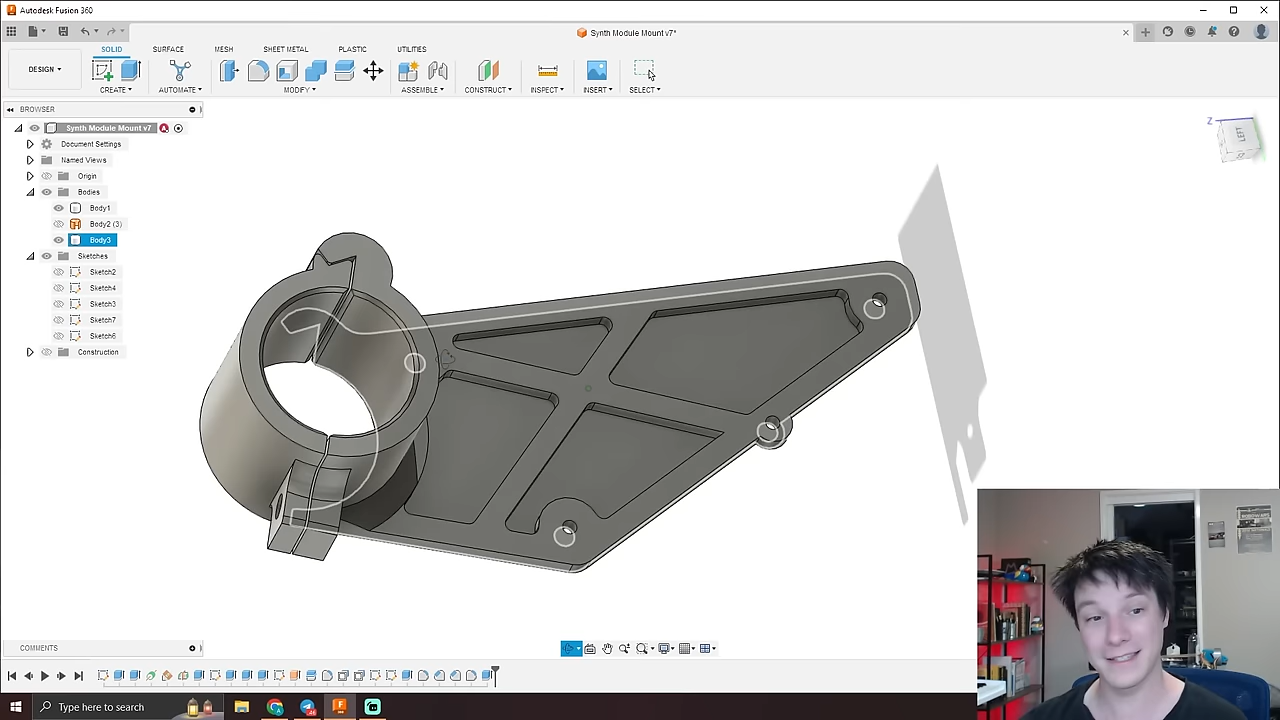 Autodesk Fusion 360
Synth Module Mount v7*
SOLID SURFACE MESH SHEET METAL PLASTIC UTILITIES
DESIGN
CREATE AUTOMATE MODIFY ASSEMBLE CONSTRUCT INSPECT INSERT SELECT
BROWSER
Synth Module Mount v7
Document Settings
Named Views
Origin
Bodies
Body1
Body2 (3)
Body3
Sketches
Sketch2
Sketch4
Sketch3
Sketch7
Sketch6
Construction
Z
LEFT
COMMENTS
Type here to search